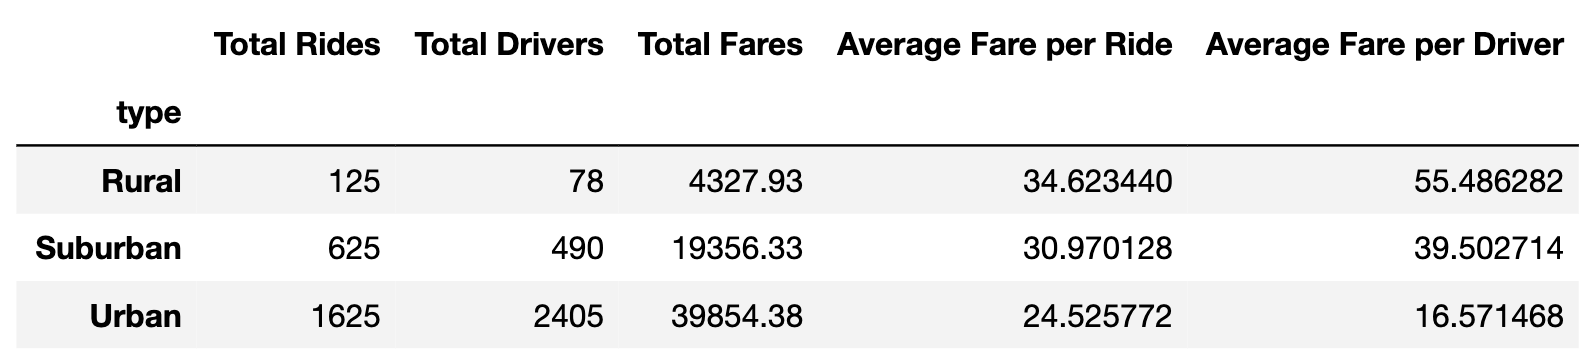 Total Rides Total Drivers Total Fares Average Fare per Ride Average Fare per Driver
type
Rural 125 78 4327.93 34.623440 55.486282
Suburban 625 490 19356.33 30.970128 39.502714
Urban 1625 2405 39854.38 24.525772 16.571468